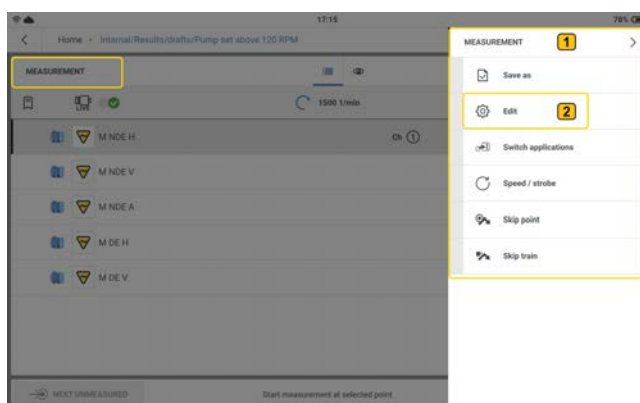 17:15
78%
Home
Internal/Results/drafts/Pump set above 120 RPM
MEASUREMENT
1500 1/min
M NDE H
Ch 1
M NDE V
M NDE A
M DE H
M DE V
NEXT UNMEASURED
Start measurement at selected point
MEASUREMENT
1
Save as
Edit
2
Switch applications
Speed / strobe
Skip point
Skip train